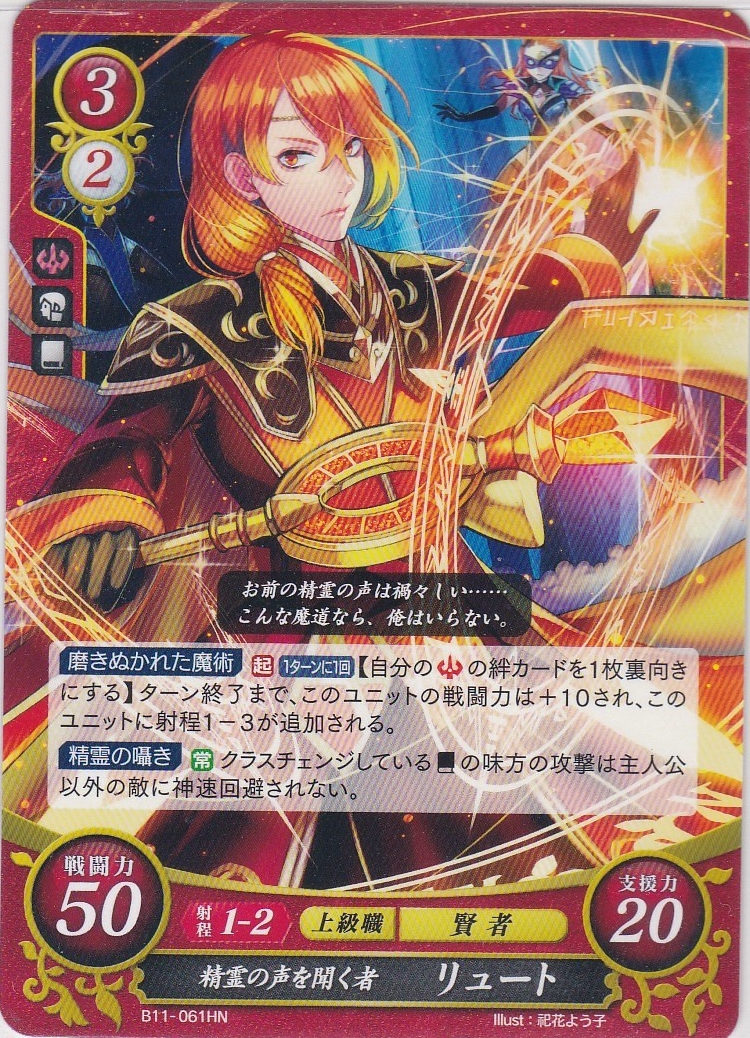 3
2
お前の精霊の声は禍々しい……
こんな魔道なら、俺はいらない。
磨きぬかれた魔術 起 1ターンに1回【自分の の絆カードを1枚裏向き
にする】ターン終了まで、このユニットの戦闘力は＋10され、この
ユニットに射程1－3が追加される。
精霊の囁き 常 クラスチェンジしている の味方の攻撃は主人公
以外の敵に神速回避されない。
戦闘力
50
射程 1-2
上級職
賢者
支援力
20
精霊の声を聞く者 リュート
B11-061HN
Illust：祀花よう子